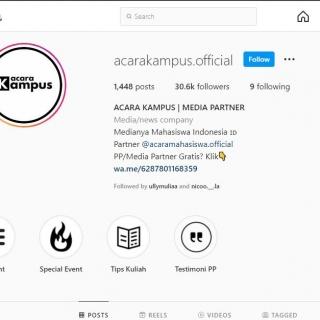 Search
acarakampus.official Follow
1,448 posts 30.6k followers 9 following
acara
Kampus
ACARA KAMPUS | MEDIA PARTNER
Media/news company
Medianya Mahasiswa Indonesia ID
Partner @acaramahasiswa.official
PP/Media Partner Gratis? Klik👇
wa.me/6287801168359
Followed by ullymuliaa and nicoo.__.la
Special Event Tips Kuliah Testimoni PP
POSTS REELS VIDEOS TAGGED